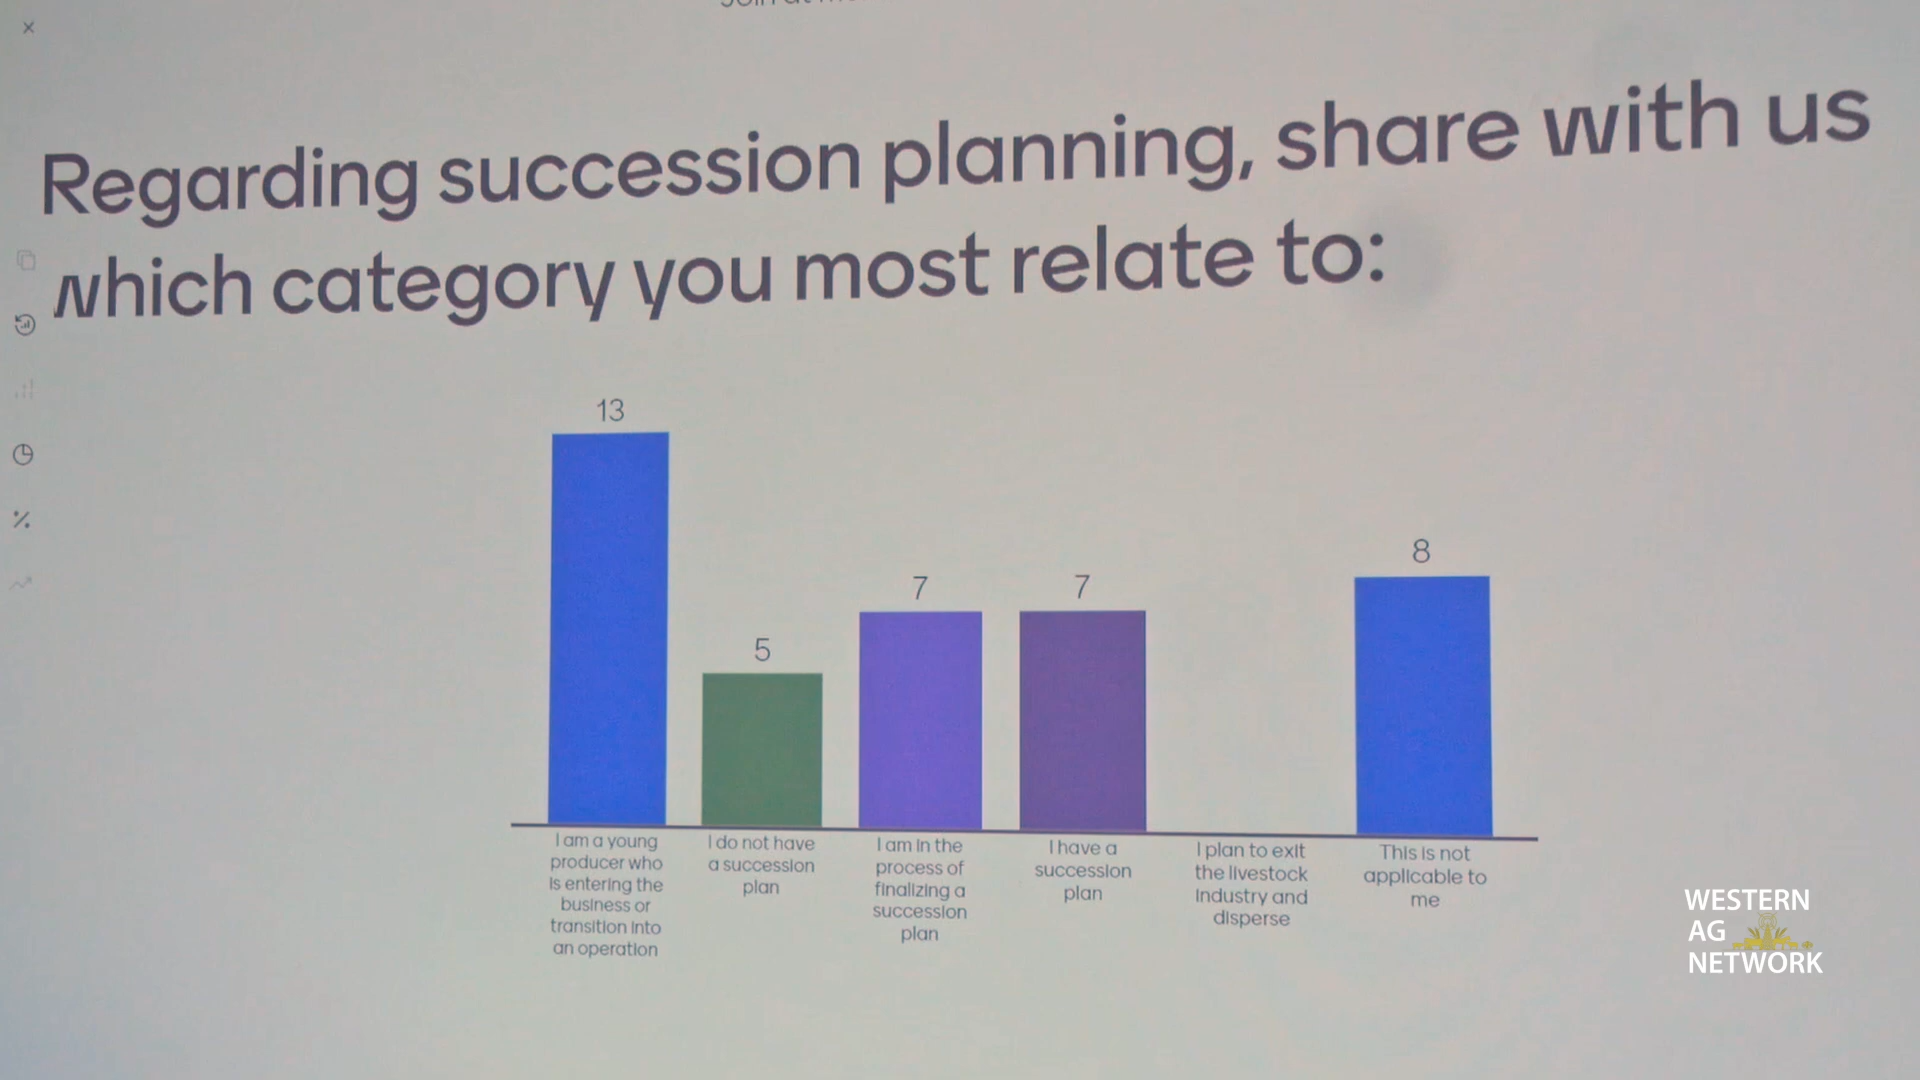 Regarding succession planning, share with us
which category you most relate to:
13
5
7
7
8
I am a young
producer who
is entering the
business or
transition into
an operation
I do not have
a succession
plan
I am in the
process of
finalizing a
succession
plan
I have a
succession
plan
I plan to exit
the livestock
industry and
disperse
This is not
applicable to
me
WESTERN
AG
NETWORK